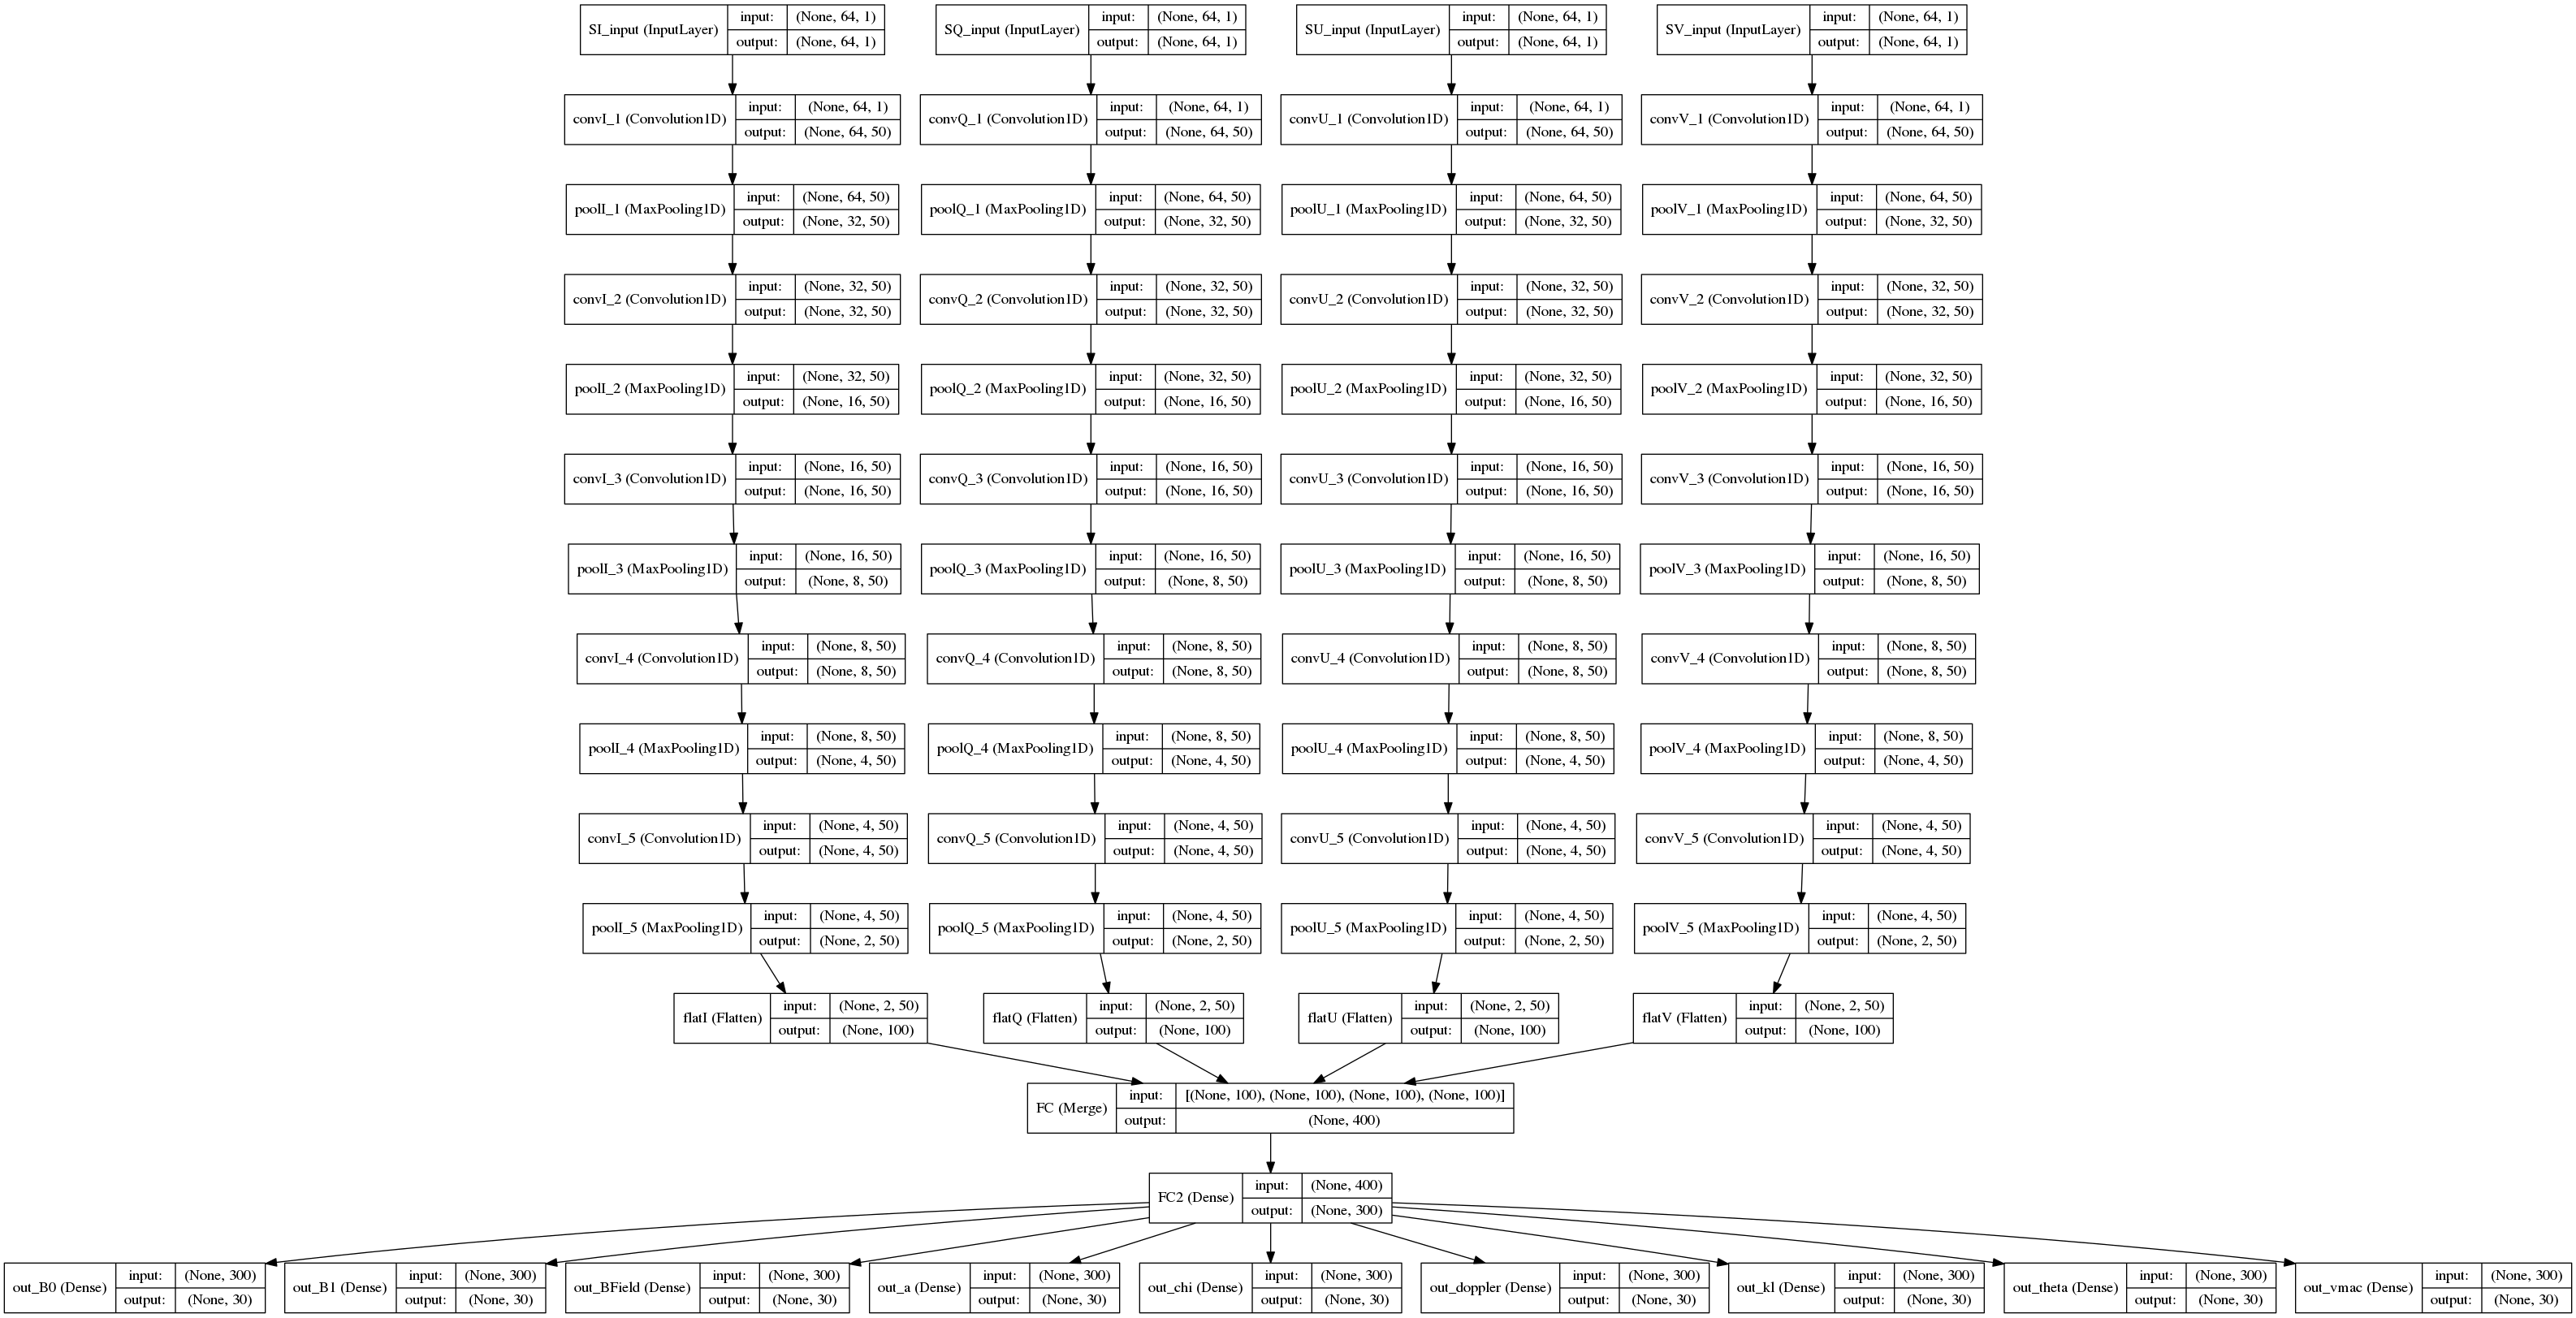 SI_input (InputLayer) input: (None, 64, 1) output: (None, 64, 1)
SQ_input (InputLayer) input: (None, 64, 1) output: (None, 64, 1)
SU_input (InputLayer) input: (None, 64, 1) output: (None, 64, 1)
SV_input (InputLayer) input: (None, 64, 1) output: (None, 64, 1)
convI_1 (Convolution1D) input: (None, 64, 1) output: (None, 64, 50)
convQ_1 (Convolution1D) input: (None, 64, 1) output: (None, 64, 50)
convU_1 (Convolution1D) input: (None, 64, 1) output: (None, 64, 50)
convV_1 (Convolution1D) input: (None, 64, 1) output: (None, 64, 50)
poolI_1 (MaxPooling1D) input: (None, 64, 50) output: (None, 32, 50)
poolQ_1 (MaxPooling1D) input: (None, 64, 50) output: (None, 32, 50)
poolU_1 (MaxPooling1D) input: (None, 64, 50) output: (None, 32, 50)
poolV_1 (MaxPooling1D) input: (None, 64, 50) output: (None, 32, 50)
convI_2 (Convolution1D) input: (None, 32, 50) output: (None, 32, 50)
convQ_2 (Convolution1D) input: (None, 32, 50) output: (None, 32, 50)
convU_2 (Convolution1D) input: (None, 32, 50) output: (None, 32, 50)
convV_2 (Convolution1D) input: (None, 32, 50) output: (None, 32, 50)
poolI_2 (MaxPooling1D) input: (None, 32, 50) output: (None, 16, 50)
poolQ_2 (MaxPooling1D) input: (None, 32, 50) output: (None, 16, 50)
poolU_2 (MaxPooling1D) input: (None, 32, 50) output: (None, 16, 50)
poolV_2 (MaxPooling1D) input: (None, 32, 50) output: (None, 16, 50)
convI_3 (Convolution1D) input: (None, 16, 50) output: (None, 16, 50)
convQ_3 (Convolution1D) input: (None, 16, 50) output: (None, 16, 50)
convU_3 (Convolution1D) input: (None, 16, 50) output: (None, 16, 50)
convV_3 (Convolution1D) input: (None, 16, 50) output: (None, 16, 50)
poolI_3 (MaxPooling1D) input: (None, 16, 50) output: (None, 8, 50)
poolQ_3 (MaxPooling1D) input: (None, 16, 50) output: (None, 8, 50)
poolU_3 (MaxPooling1D) input: (None, 16, 50) output: (None, 8, 50)
poolV_3 (MaxPooling1D) input: (None, 16, 50) output: (None, 8, 50)
convI_4 (Convolution1D) input: (None, 8, 50) output: (None, 8, 50)
convQ_4 (Convolution1D) input: (None, 8, 50) output: (None, 8, 50)
convU_4 (Convolution1D) input: (None, 8, 50) output: (None, 8, 50)
convV_4 (Convolution1D) input: (None, 8, 50) output: (None, 8, 50)
poolI_4 (MaxPooling1D) input: (None, 8, 50) output: (None, 4, 50)
poolQ_4 (MaxPooling1D) input: (None, 8, 50) output: (None, 4, 50)
poolU_4 (MaxPooling1D) input: (None, 8, 50) output: (None, 4, 50)
poolV_4 (MaxPooling1D) input: (None, 8, 50) output: (None, 4, 50)
convI_5 (Convolution1D) input: (None, 4, 50) output: (None, 4, 50)
convQ_5 (Convolution1D) input: (None, 4, 50) output: (None, 4, 50)
convU_5 (Convolution1D) input: (None, 4, 50) output: (None, 4, 50)
convV_5 (Convolution1D) input: (None, 4, 50) output: (None, 4, 50)
poolI_5 (MaxPooling1D) input: (None, 4, 50) output: (None, 2, 50)
poolQ_5 (MaxPooling1D) input: (None, 4, 50) output: (None, 2, 50)
poolU_5 (MaxPooling1D) input: (None, 4, 50) output: (None, 2, 50)
poolV_5 (MaxPooling1D) input: (None, 4, 50) output: (None, 2, 50)
flatI (Flatten) input: (None, 2, 50) output: (None, 100)
flatQ (Flatten) input: (None, 2, 50) output: (None, 100)
flatU (Flatten) input: (None, 2, 50) output: (None, 100)
flatV (Flatten) input: (None, 2, 50) output: (None, 100)
FC (Merge) input: [(None, 100), (None, 100), (None, 100), (None, 100)] output: (None, 400)
FC2 (Dense) input: (None, 400) output: (None, 300)
out_B0 (Dense) input: (None, 300) output: (None, 30)
out_B1 (Dense) input: (None, 300) output: (None, 30)
out_BField (Dense) input: (None, 300) output: (None, 30)
out_a (Dense) input: (None, 300) output: (None, 30)
out_chi (Dense) input: (None, 300) output: (None, 30)
out_doppler (Dense) input: (None, 300) output: (None, 30)
out_kl (Dense) input: (None, 300) output: (None, 30)
out_theta (Dense) input: (None, 300) output: (None, 30)
out_vmac (Dense) input: (None, 300) output: (None, 30)